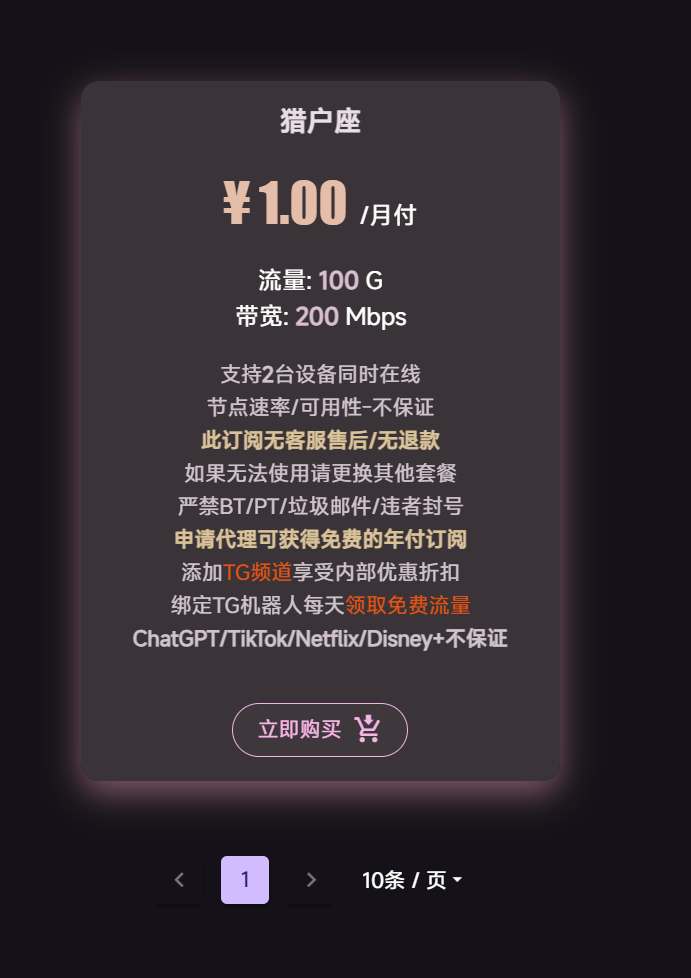 猎户座
¥1.00 /月付
流量: 100 G
带宽: 200 Mbps
支持2台设备同时在线
节点速率/可用性-不保证
此订阅无客服售后/无退款
如果无法使用请更换其他套餐
严禁BT/PT/垃圾邮件/违者封号
申请代理可获得免费的年付订阅
添加TG频道享受内部优惠折扣
绑定TG机器人每天领取免费流量
ChatGPT/TikTok/Netflix/Disney+不保证
立即购买
1 10条 / 页